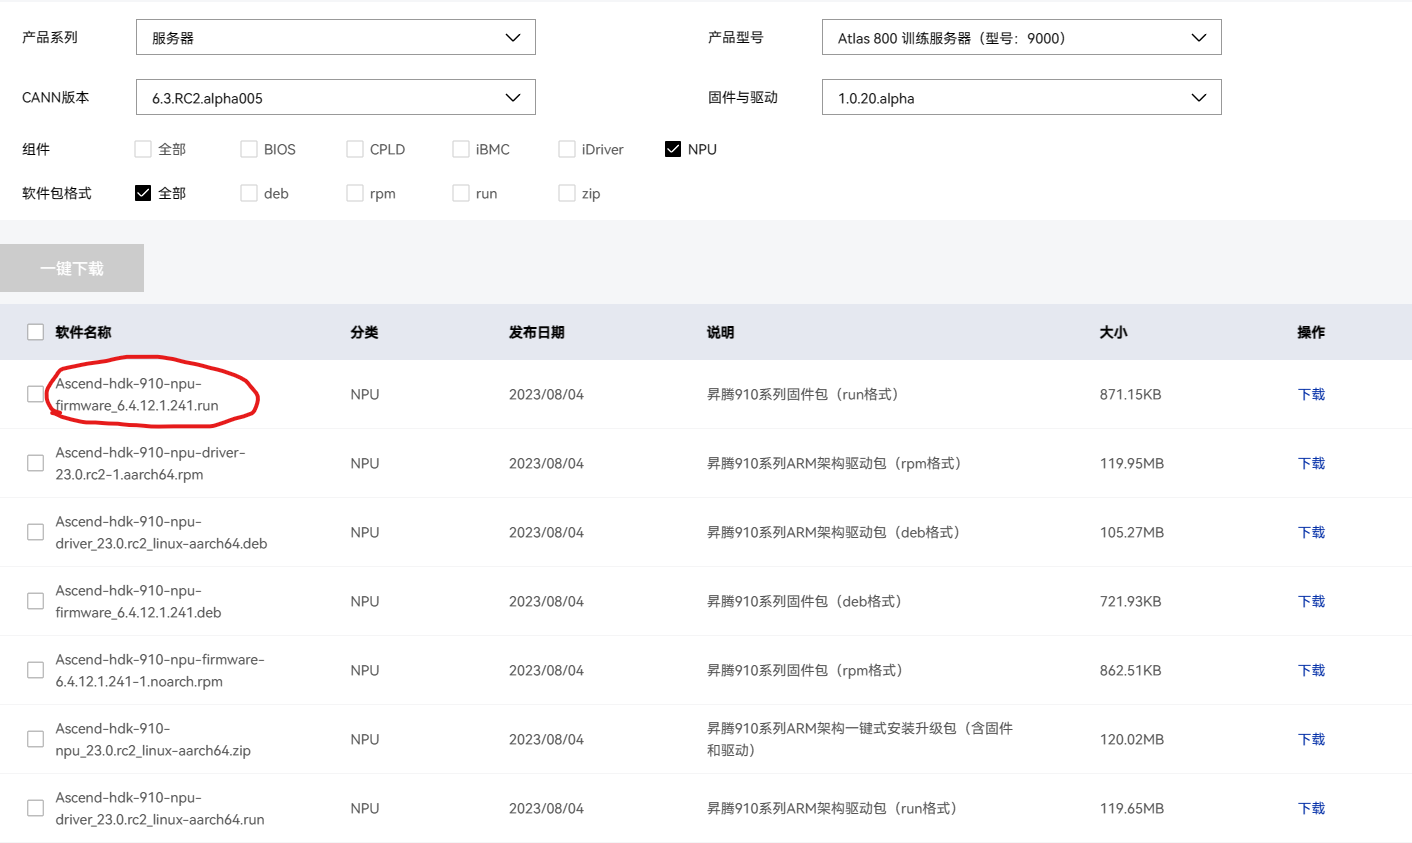 产品系列 服务器 产品型号 Atlas 800 训练服务器（型号：9000）
CANN版本 6.3.RC2.alpha005 固件与驱动 1.0.20.alpha
组件 全部 BIOS CPLD iBMC iDriver NPU
软件包格式 全部 deb rpm run zip
一键下载
软件名称 分类 发布日期 说明 大小 操作
Ascend-hdk-910-npu-
firmware_6.4.12.1.241.run
NPU 2023/08/04 昇腾910系列固件包（run格式） 871.15KB 下载
Ascend-hdk-910-npu-driver-
23.0.rc2-1.aarch64.rpm
NPU 2023/08/04 昇腾910系列ARM架构驱动包（rpm格式） 119.95MB 下载
Ascend-hdk-910-npu-
driver_23.0.rc2_linux-aarch64.deb
NPU 2023/08/04 昇腾910系列ARM架构驱动包（deb格式） 105.27MB 下载
Ascend-hdk-910-npu-
firmware_6.4.12.1.241.deb
NPU 2023/08/04 昇腾910系列固件包（deb格式） 721.93KB 下载
Ascend-hdk-910-npu-firmware-
6.4.12.1.241-1.noarch.rpm
NPU 2023/08/04 昇腾910系列固件包（rpm格式） 862.51KB 下载
Ascend-hdk-910-
npu_23.0.rc2_linux-aarch64.zip
NPU 2023/08/04 昇腾910系列ARM架构一键式安装升级包（含固件
和驱动） 120.02MB 下载
Ascend-hdk-910-npu-
driver_23.0.rc2_linux-aarch64.run
NPU 2023/08/04 昇腾910系列ARM架构驱动包（run格式） 119.65MB 下载